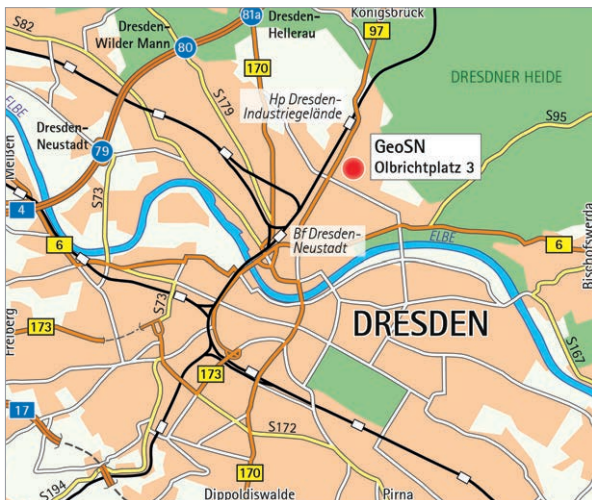 S82
Dresden-
Wilder Mann
80
81a
Dresden-
Hellerau
Königsbrück
97
170
DRESDNER HEIDE
S179
Hp Dresden-
Industriegelände
S95
ELBE
Dresden-
Neustadt
79
GeoSN
Olbrichtplatz 3
Meißen
S73
4
6
Bf Dresden-
Neustadt
ELBE
6
Bischofswerda
S73
Freiberg
173
DRESDEN
173
S167
17
S172
170
S194
Dippoldiswalde
Pirna